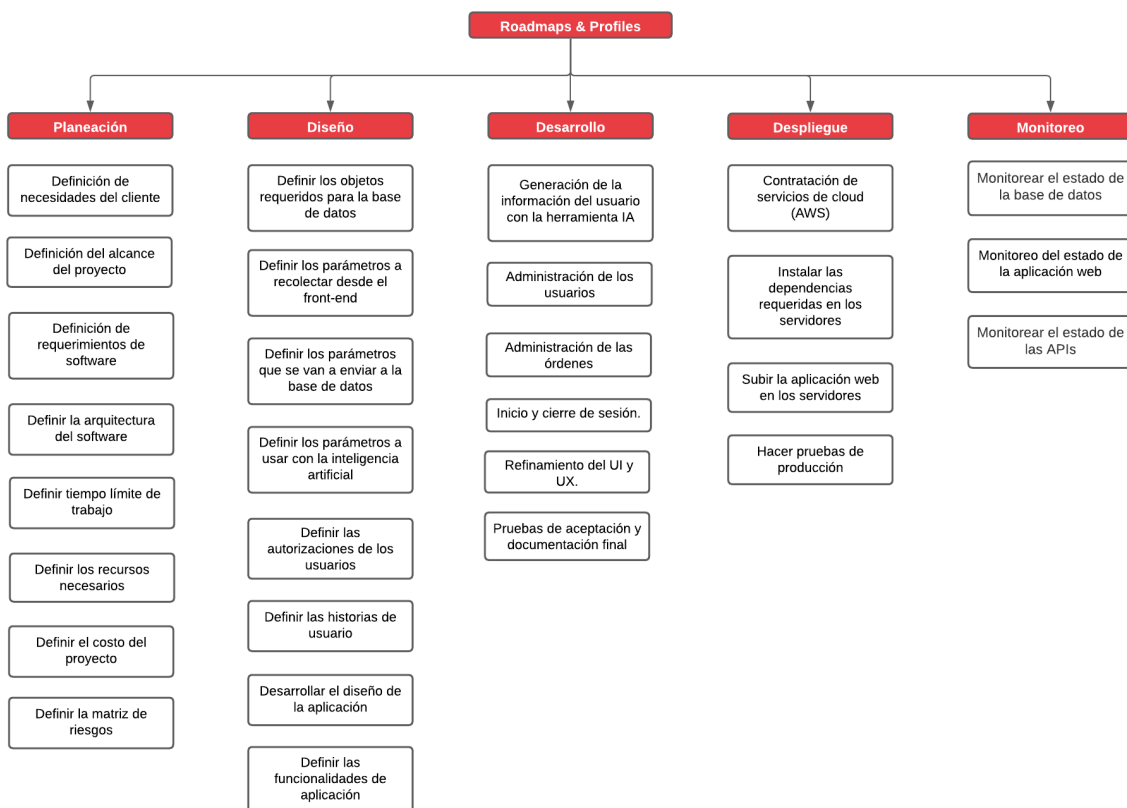 Roadmaps & Profiles
Planeación
Definición de
necesidades del cliente
Definición del alcance
del proyecto
Definición de
requerimientos de
software
Definir la arquitectura
del software
Definir tiempo límite de
trabajo
Definir los recursos
necesarios
Definir el costo del
proyecto
Definir la matriz de
riesgos
Diseño
Definir los objetos
requeridos para la base
de datos
Definir los parámetros a
recolectar desde el
front-end
Definir los parámetros
que se van a enviar a la
base de datos
Definir los parámetros a
usar con la inteligencia
artificial
Definir las
autorizaciones de los
usuarios
Definir las historias de
usuario
Desarrollar el diseño de
la aplicación
Definir las
funcionalidades de
aplicación
Desarrollo
Generación de la
información del usuario
con la herramienta IA
Administración de los
usuarios
Administración de las
órdenes
Inicio y cierre de sesión.
Refinamiento del UI y
UX.
Pruebas de aceptación y
documentación final
Despliegue
Contratación de
servicios de cloud
(AWS)
Instalar las
dependencias
requeridas en los
servidores
Subir la aplicación web
en los servidores
Hacer pruebas de
producción
Monitoreo
Monitorear el estado de
la base de datos
Monitoreo del estado de
la aplicación web
Monitorear el estado de
las APIs